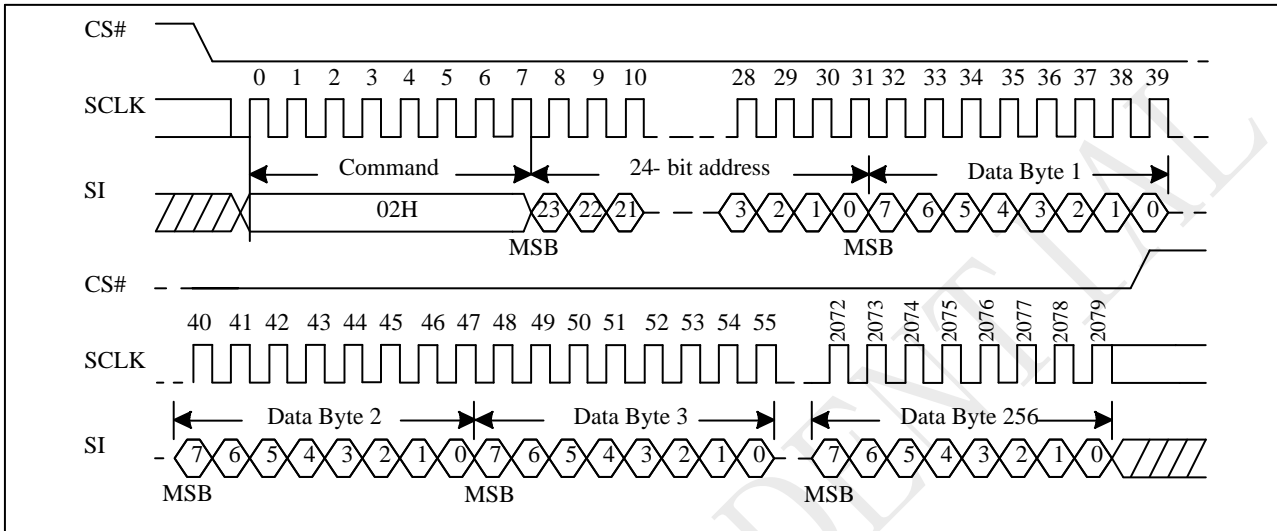 CS#
0 1 2 3 4 5 6 7 8 9 10 28 29 30 31 32 33 34 35 36 37 38 39
SCLK
Command 24- bit address Data Byte 1
SI
02H 23 22 21 3 2 1 0 7 6 5 4 3 2 1 0
MSB MSB
CS#
40 41 42 43 44 45 46 47 48 49 50 51 52 53 54 55 2072 2073 2074 2075 2076 2077 2078 2079
SCLK
Data Byte 2 Data Byte 3 Data Byte 256
SI
7 6 5 4 3 2 1 0 7 6 5 4 3 2 1 0 7 6 5 4 3 2 1 0
MSB MSB MSB
DENTIAL